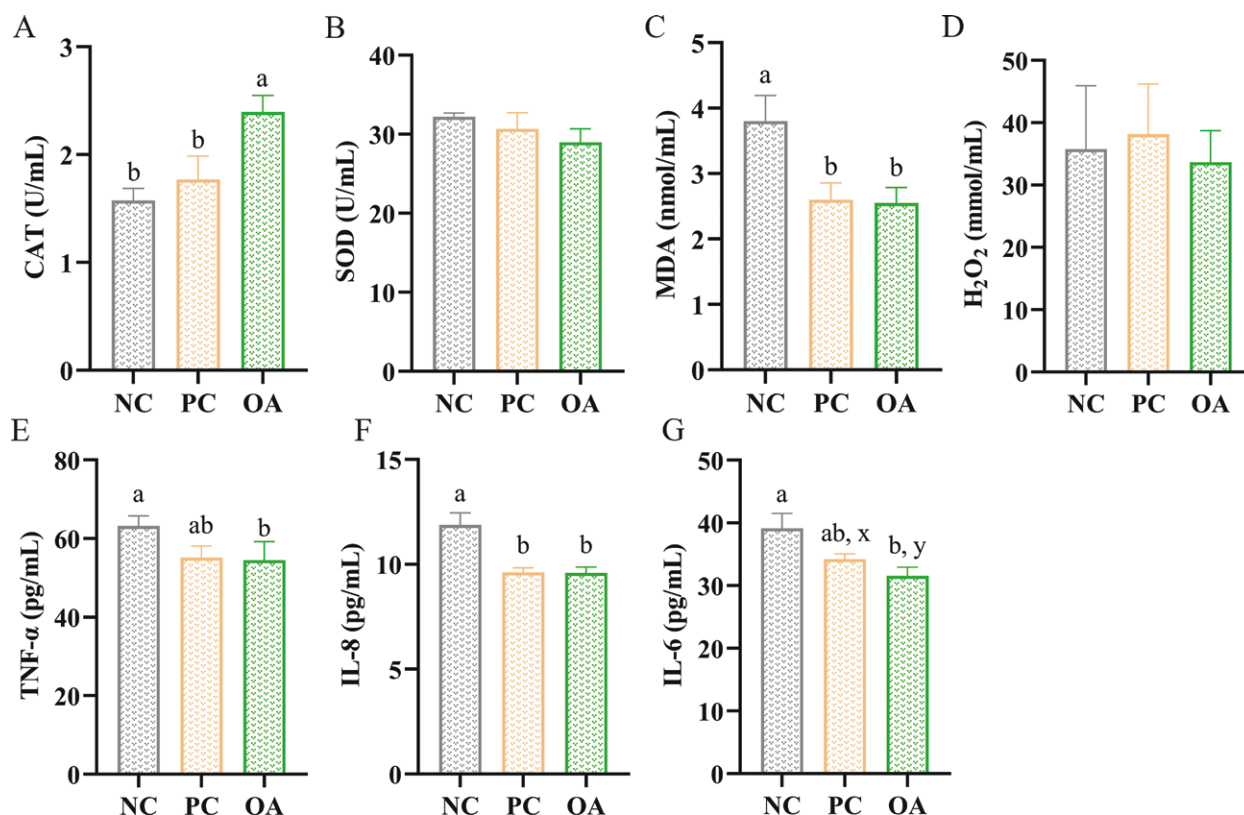 A
CAT (U/mL)
3
2
1
0
b
b
a
NC PC OA
B
SOD (U/mL)
40
30
20
10
0
NC PC OA
C
MDA (nmol/mL)
5
4
3
2
1
0
a
b
b
NC PC OA
D
H₂O₂ (mmol/mL)
50
40
30
20
10
0
NC PC OA
E
TNF-α (pg/mL)
80
60
40
20
0
a
ab
b
NC PC OA
F
IL-8 (pg/mL)
15
10
5
0
a
b
b
NC PC OA
G
IL-6 (pg/mL)
50
40
30
20
10
0
a
ab, x
b, y
NC PC OA